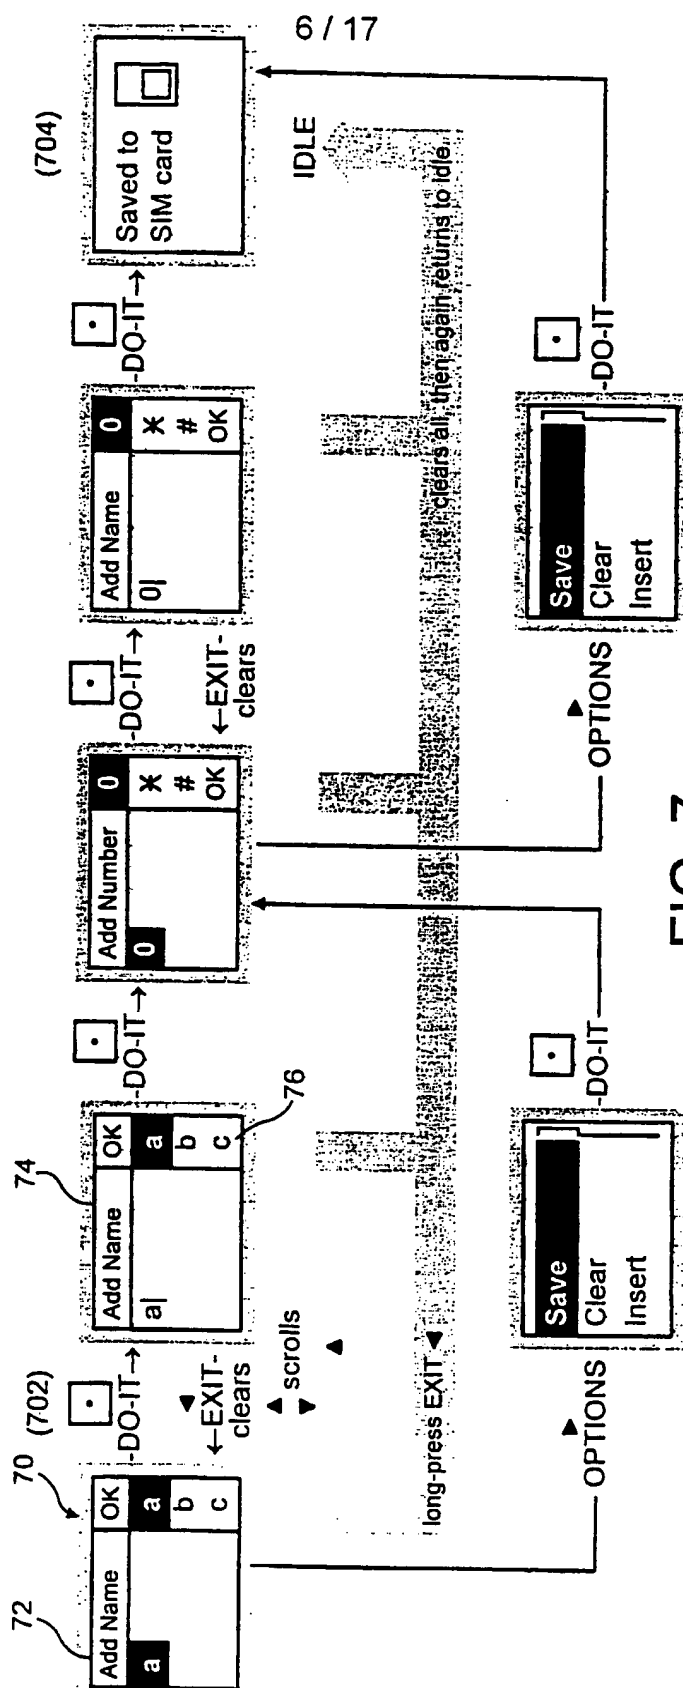 6 / 17
70
(702)
(704)
72
Add Name
OK
a
a
b
c
-DO-IT→
←EXIT-
clears
scrolls
74
Add Name
OK
a|
a
b
c
76
-DO-IT→
Add Number
0
0
*
#
OK
-DO-IT→
←EXIT-
clears
Add Name
0
0|
*
#
OK
-DO-IT→
Saved to
SIM card
IDLE
long-press EXIT
clears all, then again returns to idle
OPTIONS
Save
Clear
Insert
-DO-IT
OPTIONS
Save
Clear
Insert
-DO-IT
FIG. 7